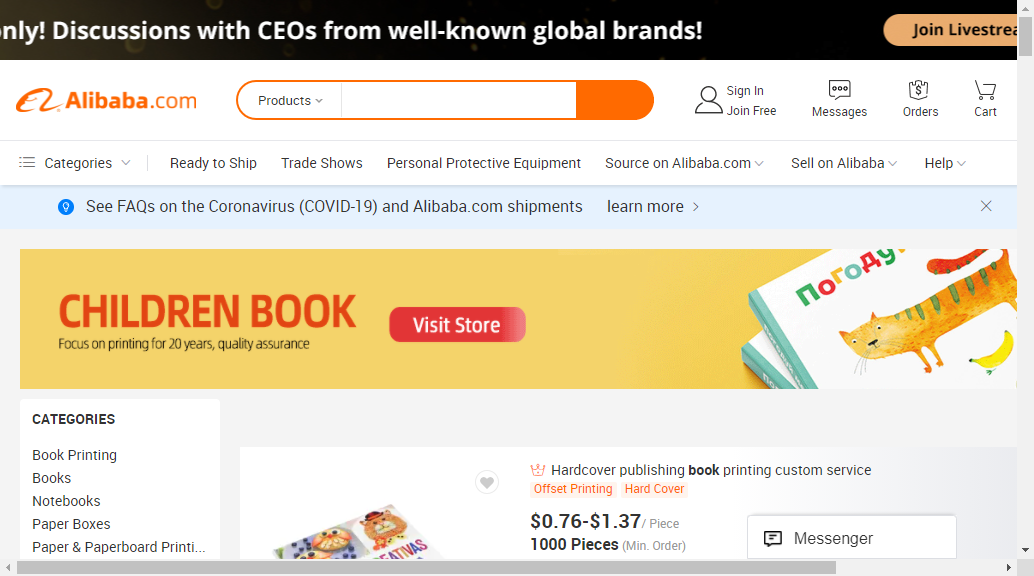 only! Discussions with CEOs from well-known global brands!
Join Livestrea
Alibaba.com
Products
Sign In
Join Free
Messages
Orders
Cart
Categories
Ready to Ship
Trade Shows
Personal Protective Equipment
Source on Alibaba.com
Sell on Alibaba
Help
See FAQs on the Coronavirus (COVID-19) and Alibaba.com shipments
learn more
CHILDREN BOOK
Focus on printing for 20 years, quality assurance
Visit Store
Погоду
CATEGORIES
Book Printing
Books
Notebooks
Paper Boxes
Paper & Paperboard Printi...
Hardcover publishing book printing custom service
Offset Printing Hard Cover
$0.76-$1.37/ Piece
1000 Pieces (Min. Order)
Messenger